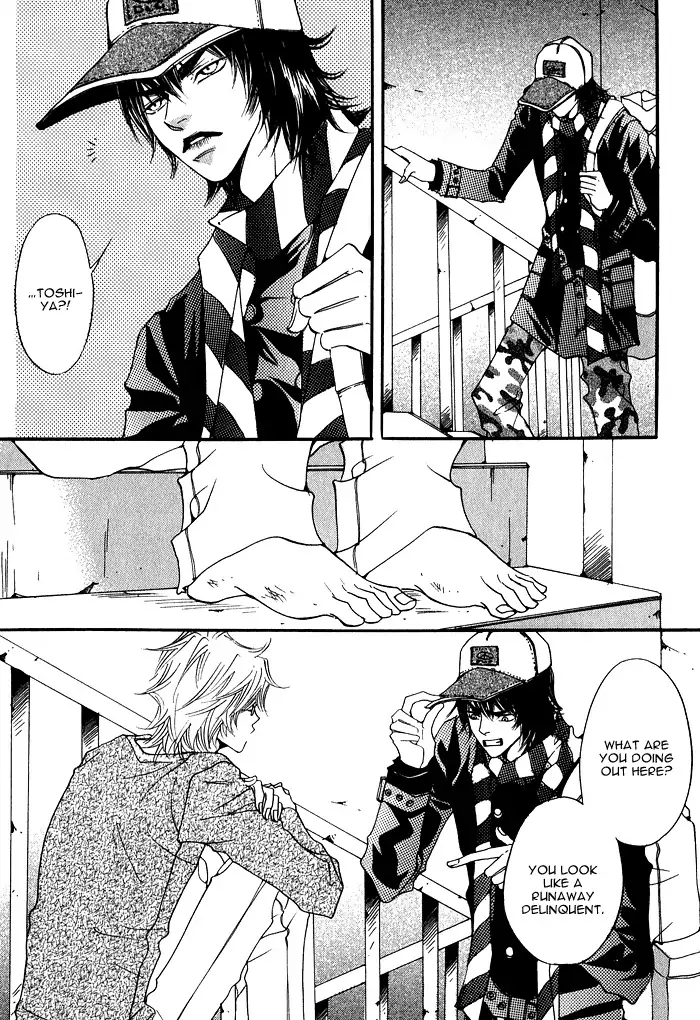 ...TOSHI-
YA?!
WHAT ARE
YOU DOING
OUT HERE?
YOU LOOK
LIKE A
RUNAWAY
DELINQUENT.